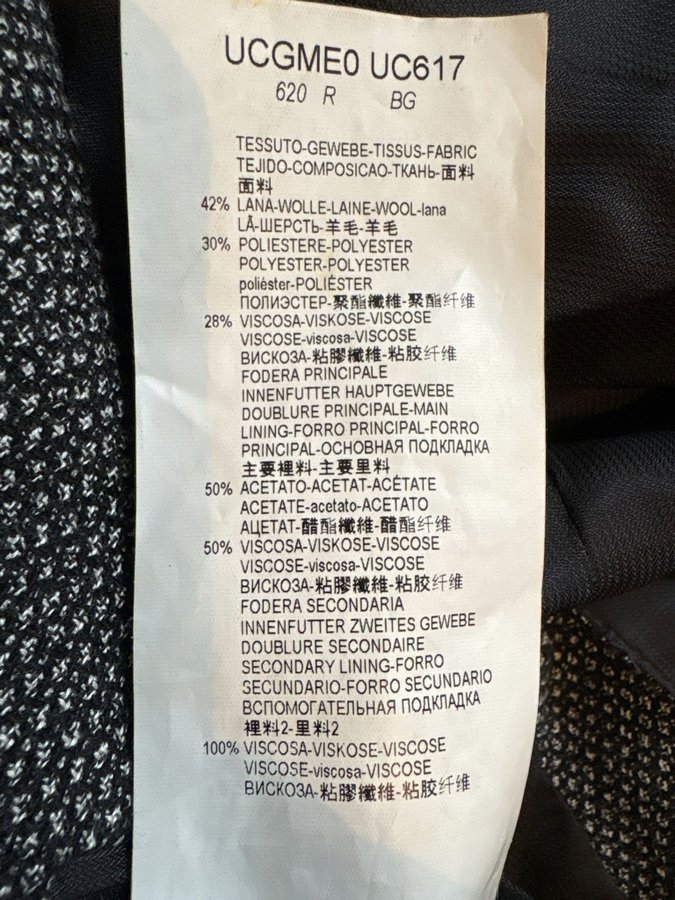 UCGME0 UC617
620 R BG
TESSUTO-GEWEBE-TISSUS-FABRIC
TEJIDO-COMPOSICAO-ТКАНЬ-面料
面料
42% LANA-WOLLE-LAINE-WOOL-lana
LÃ-ШЕРСТЬ-羊毛-羊毛
30% POLIESTERE-POLYESTER
POLYESTER-POLYESTER
poliéster-POLIÉSTER
ПОЛИЭСТЕР-聚酯纖維-聚酯纤维
28% VISCOSA-VISKOSE-VISCOSE
VISCOSE-viscosa-VISCOSE
ВИСКОЗА-粘膠纖維-粘胶纤维
FODERA PRINCIPALE
INNENFUTTER HAUPTGEWEBE
DOUBLURE PRINCIPALE-MAIN
LINING-FORRO PRINCIPAL-FORRO
PRINCIPAL-ОСНОВНАЯ ПОДКЛАДКА
主要裡料-主要里料
50% ACETATO-ACETAT-ACÉTATE
ACETATE-acetato-ACETATO
АЦЕТАТ-醋酯纖維-醋酯纤维
50% VISCOSA-VISKOSE-VISCOSE
VISCOSE-viscosa-VISCOSE
ВИСКОЗА-粘膠纖維-粘胶纤维
FODERA SECONDARIA
INNENFUTTER ZWEITES GEWEBE
DOUBLURE SECONDAIRE
SECONDARY LINING-FORRO
SECUNDARIO-FORRO SECUNDARIO
ВСПОМОГАТЕЛЬНАЯ ПОДКЛАДКА
裡料2-里料2
100% VISCOSA-VISKOSE-VISCOSE
VISCOSE-viscosa-VISCOSE
ВИСКОЗА-粘膠纖維-粘胶纤维